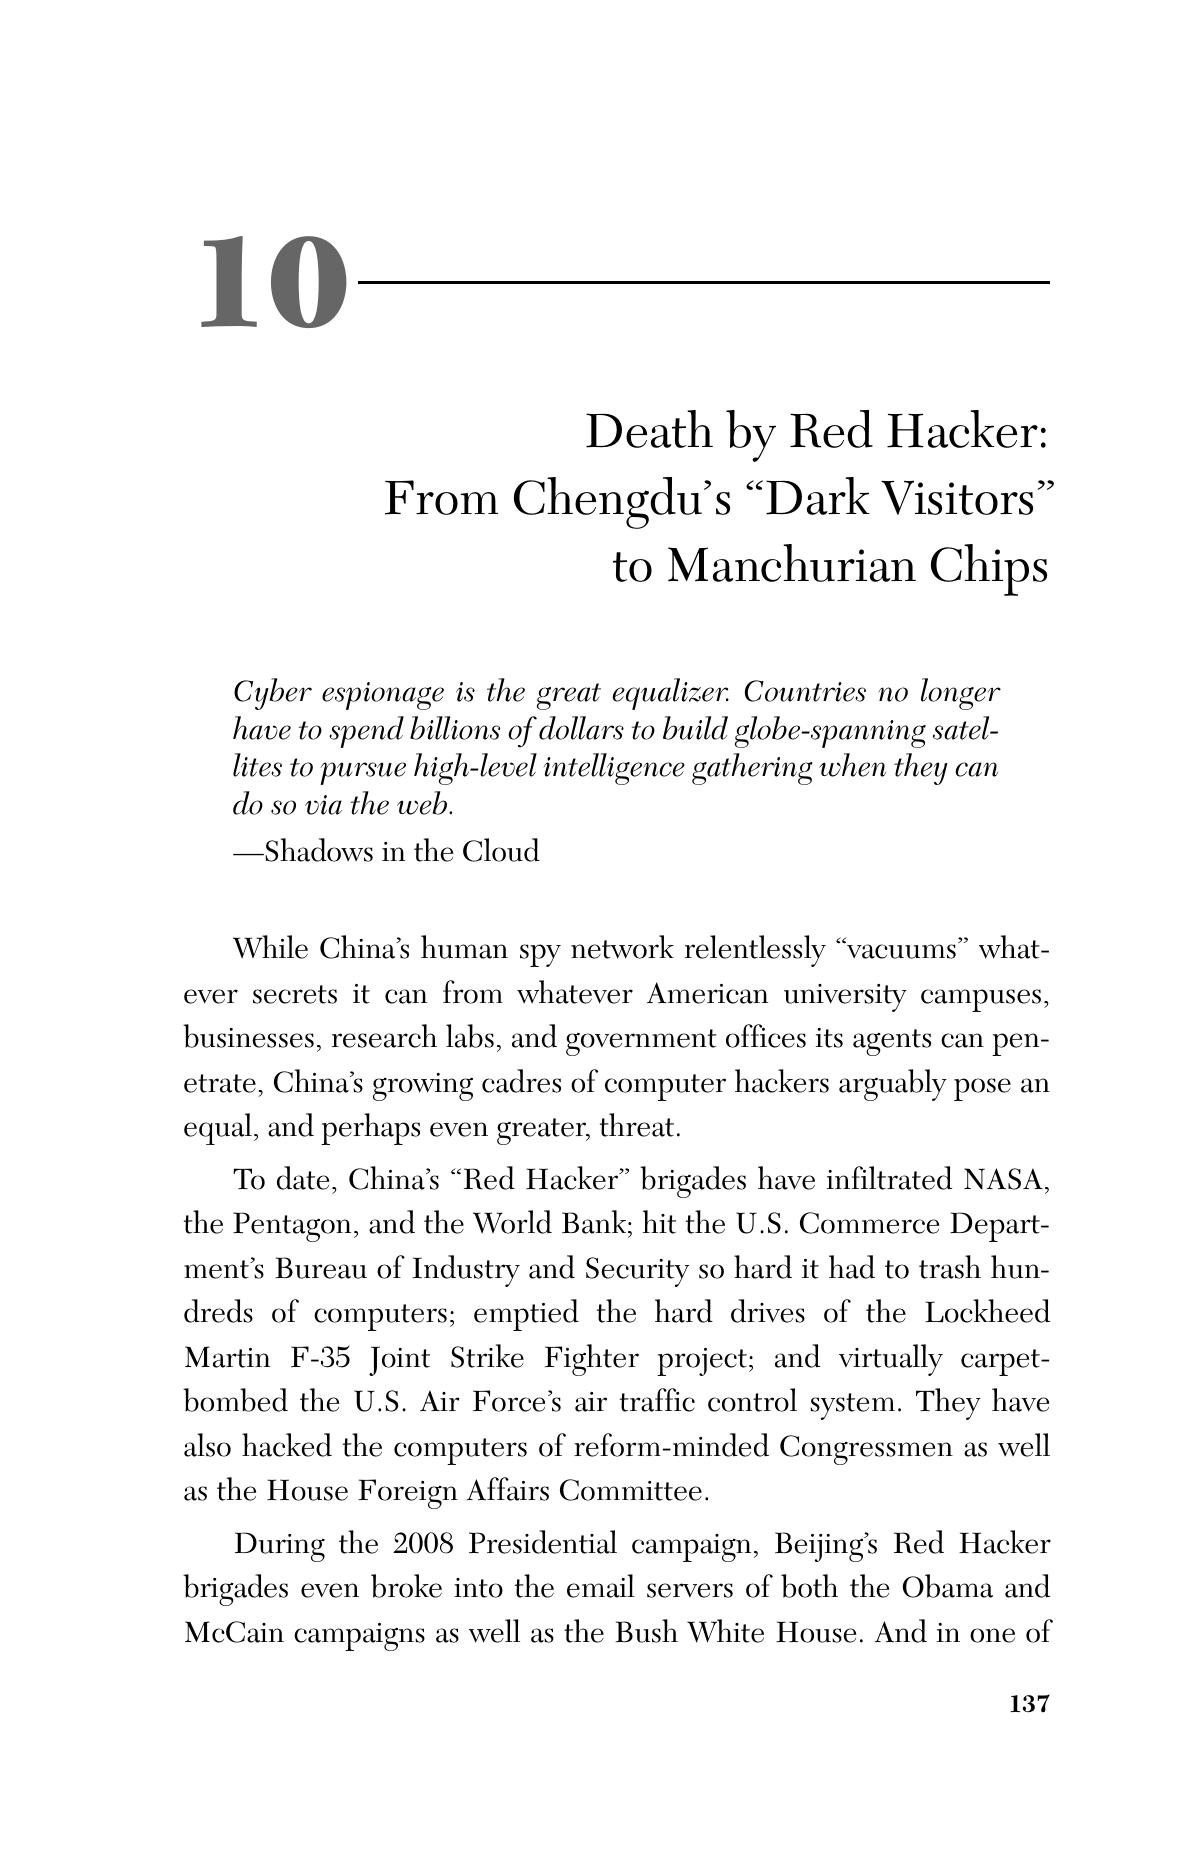 10
Death by Red Hacker:
From Chengdu’s “Dark Visitors”
to Manchurian Chips
Cyber espionage is the great equalizer. Countries no longer
have to spend billions of dollars to build globe-spanning satel-
lites to pursue high-level intelligence gathering when they can
do so via the web.
—Shadows in the Cloud
While China’s human spy network relentlessly “vacuums” what-
ever secrets it can from whatever American university campuses,
businesses, research labs, and government offices its agents can pen-
etrate, China’s growing cadres of computer hackers arguably pose an
equal, and perhaps even greater, threat.
To date, China’s “Red Hacker” brigades have infiltrated NASA,
the Pentagon, and the World Bank; hit the U.S. Commerce Depart-
ment’s Bureau of Industry and Security so hard it had to trash hun-
dreds of computers; emptied the hard drives of the Lockheed
Martin F-35 Joint Strike Fighter project; and virtually carpet-
bombed the U.S. Air Force’s air traffic control system. They have
also hacked the computers of reform-minded Congressmen as well
as the House Foreign Affairs Committee.
During the 2008 Presidential campaign, Beijing’s Red Hacker
brigades even broke into the email servers of both the Obama and
McCain campaigns as well as the Bush White House. And in one of
137